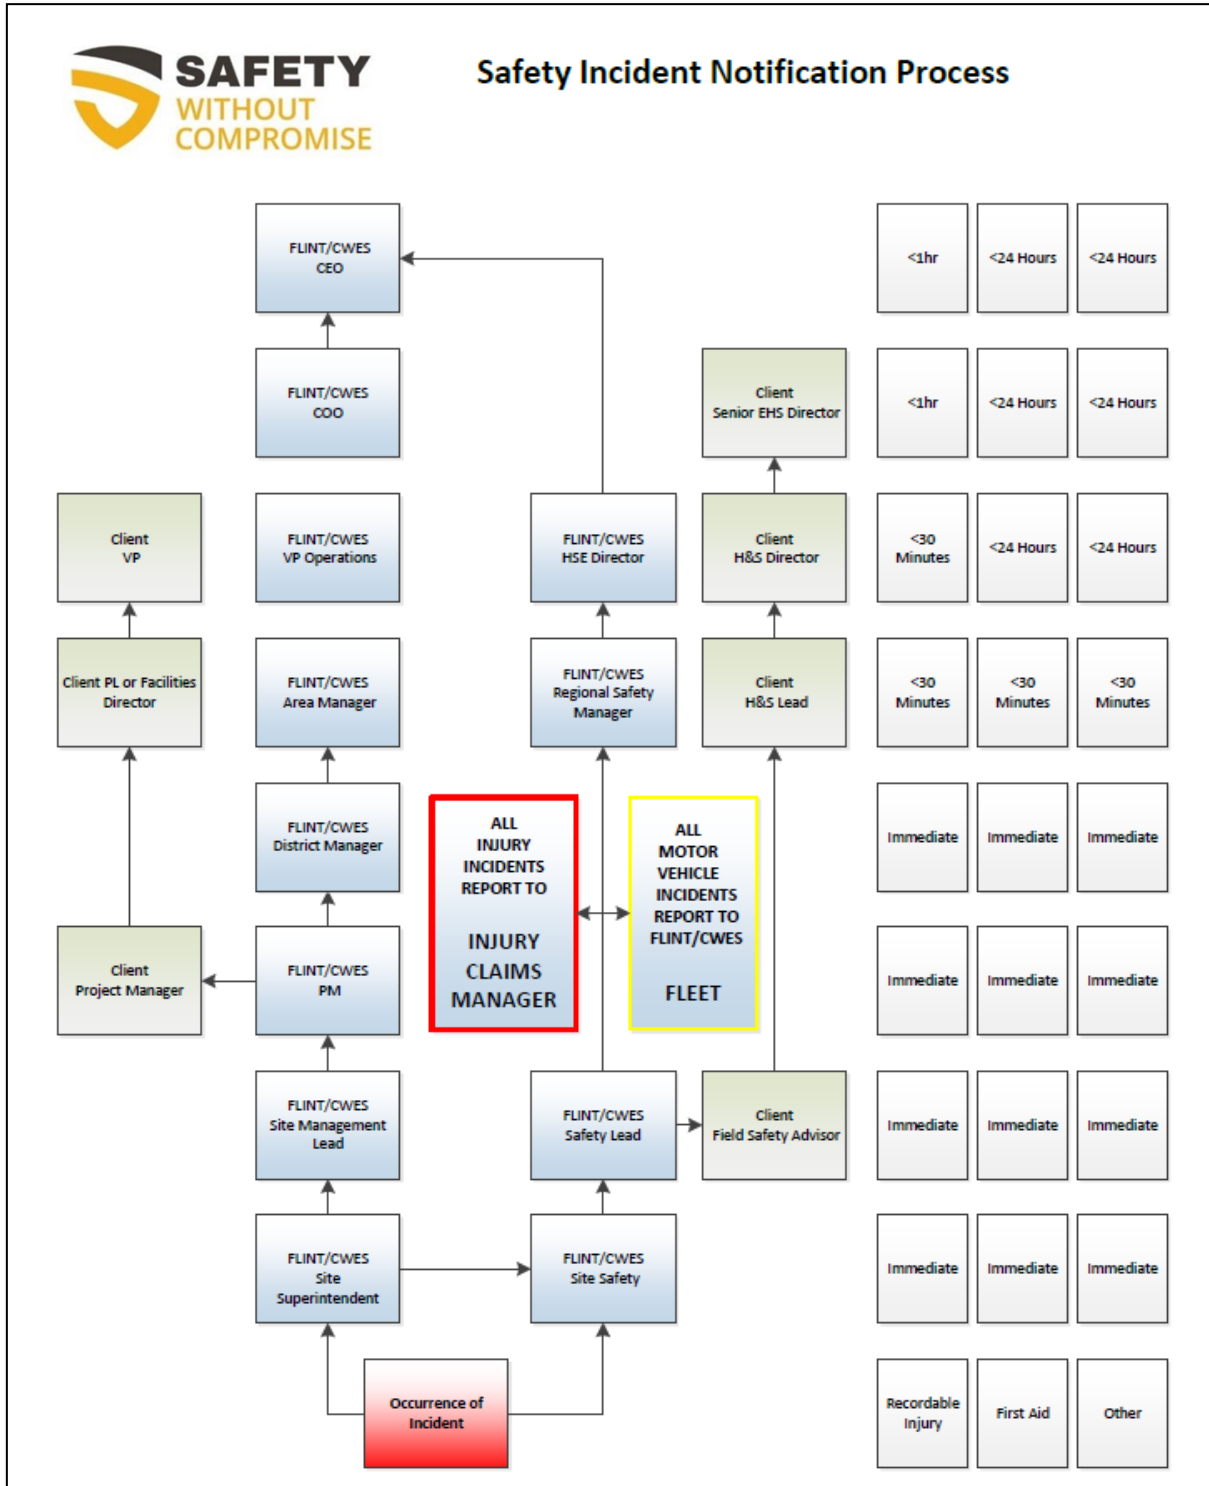 SAFETY
WITHOUT
COMPROMISE
Safety Incident Notification Process
FLINT/CWES
CEO
<1hr
<24 Hours
<24 Hours
FLINT/CWES
COO
Client
Senior EHS Director
<1hr
<24 Hours
<24 Hours
Client
VP
FLINT/CWES
VP Operations
FLINT/CWES
HSE Director
Client
H&S Director
<30
Minutes
<24 Hours
<24 Hours
Client PL or Facilities
Director
FLINT/CWES
Area Manager
FLINT/CWES
Regional Safety
Manager
Client
H&S Lead
<30
Minutes
<30
Minutes
<30
Minutes
FLINT/CWES
District Manager
ALL
INJURY
INCIDENTS
REPORT TO
INJURY
CLAIMS
MANAGER
ALL
MOTOR
VEHICLE
INCIDENTS
REPORT TO
FLINT/CWES
FLEET
Immediate
Immediate
Immediate
Client
Project Manager
FLINT/CWES
PM
Immediate
Immediate
Immediate
FLINT/CWES
Site Management
Lead
FLINT/CWES
Safety Lead
Client
Field Safety Advisor
Immediate
Immediate
Immediate
FLINT/CWES
Site
Superintendent
FLINT/CWES
Site Safety
Immediate
Immediate
Immediate
Occurrence of
Incident
Recordable
Injury
First Aid
Other